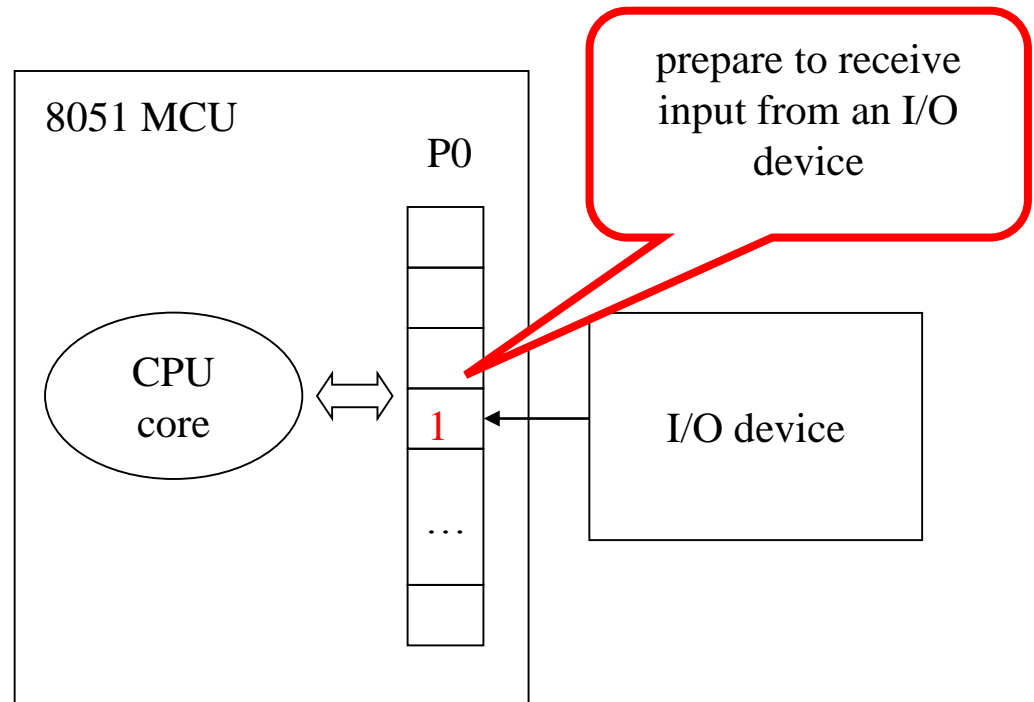 prepare to receive
input from an I/O
device
8051 MCU
P0
CPU
core
1
I/O device
…